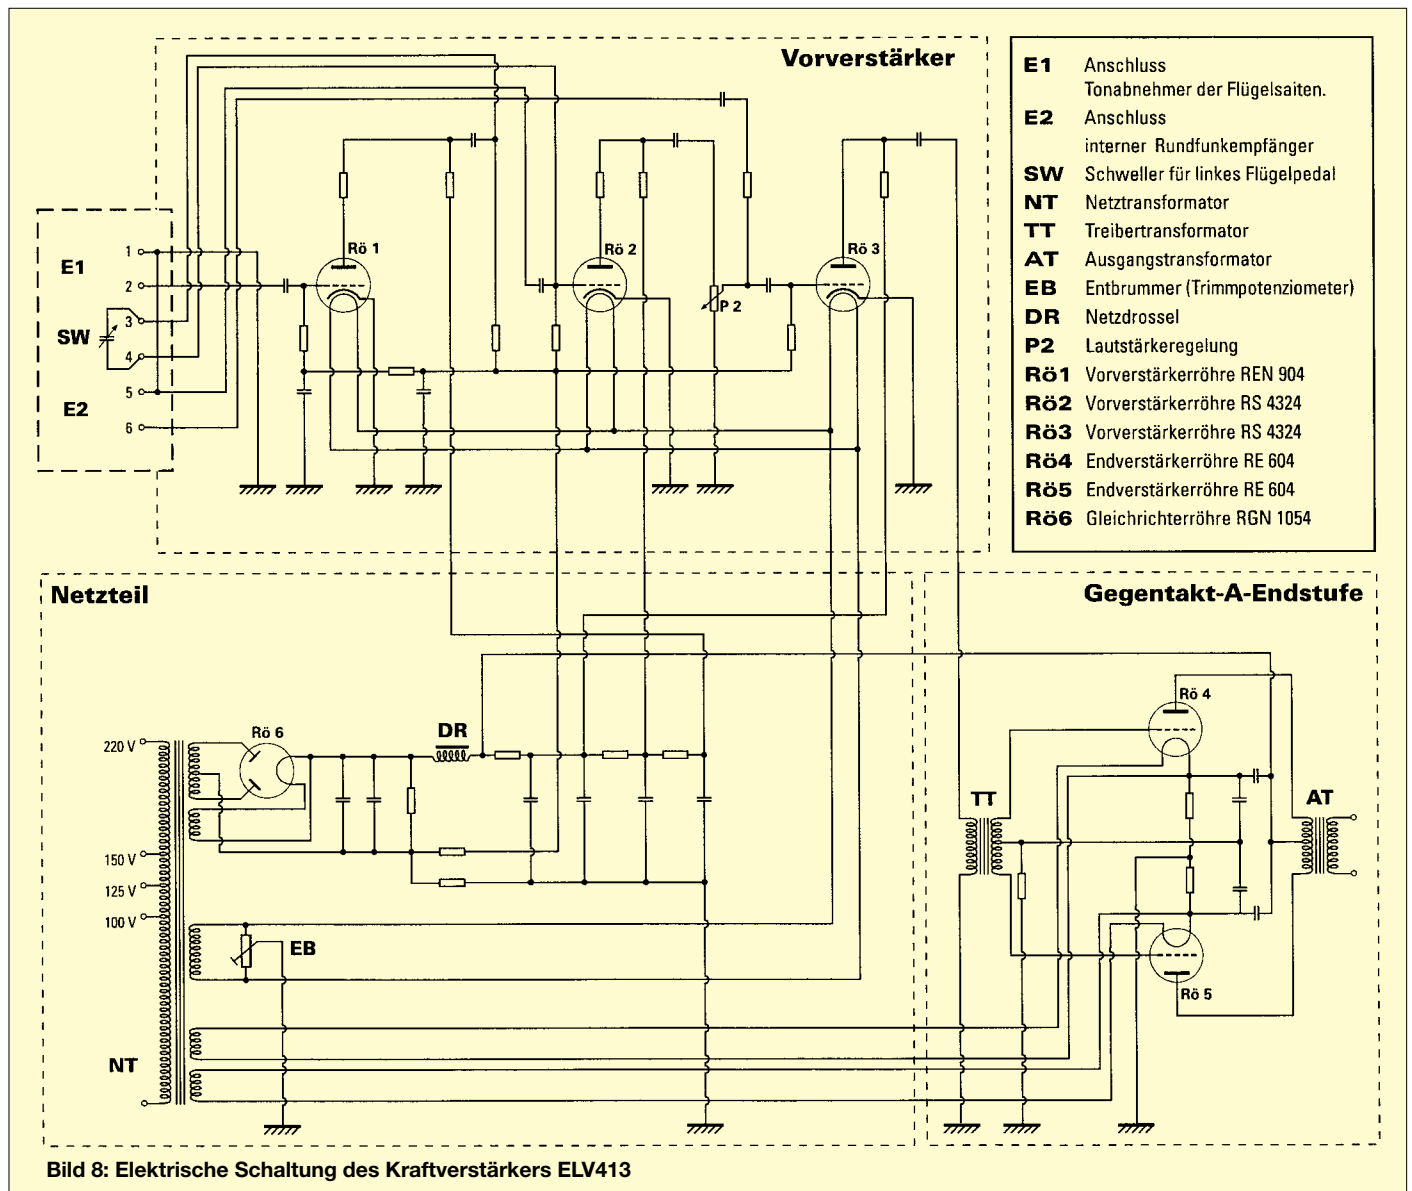 Vorverstärker
E1 Anschluss
Tonabnehmer der Flügelsaiten.
E2 Anschluss
interner Rundfunkempfänger
SW Schweller für linkes Flügelpedal
NT Netztransformator
TT Treibertransformator
AT Ausgangstransformator
EB Entbrummer (Trimmpotenziometer)
DR Netzdrossel
P2 Lautstärkeregelung
Rö1 Vorverstärkerröhre REN 904
Rö2 Vorverstärkerröhre RS 4324
Rö3 Vorverstärkerröhre RS 4324
Rö4 Endverstärkerröhre RE 604
Rö5 Endverstärkerröhre RE 604
Rö6 Gleichrichterröhre RGN 1054
Rö 1
Rö 2
Rö 3
E1
1
2
SW
3
4
E2
5
6
P 2
Netzteil
Gegentakt-A-Endstufe
Rö 4
Rö 6
DR
220 V
150 V
125 V
100 V
EB
NT
TT
AT
Rö 5
Bild 8: Elektrische Schaltung des Kraftverstärkers ELV413